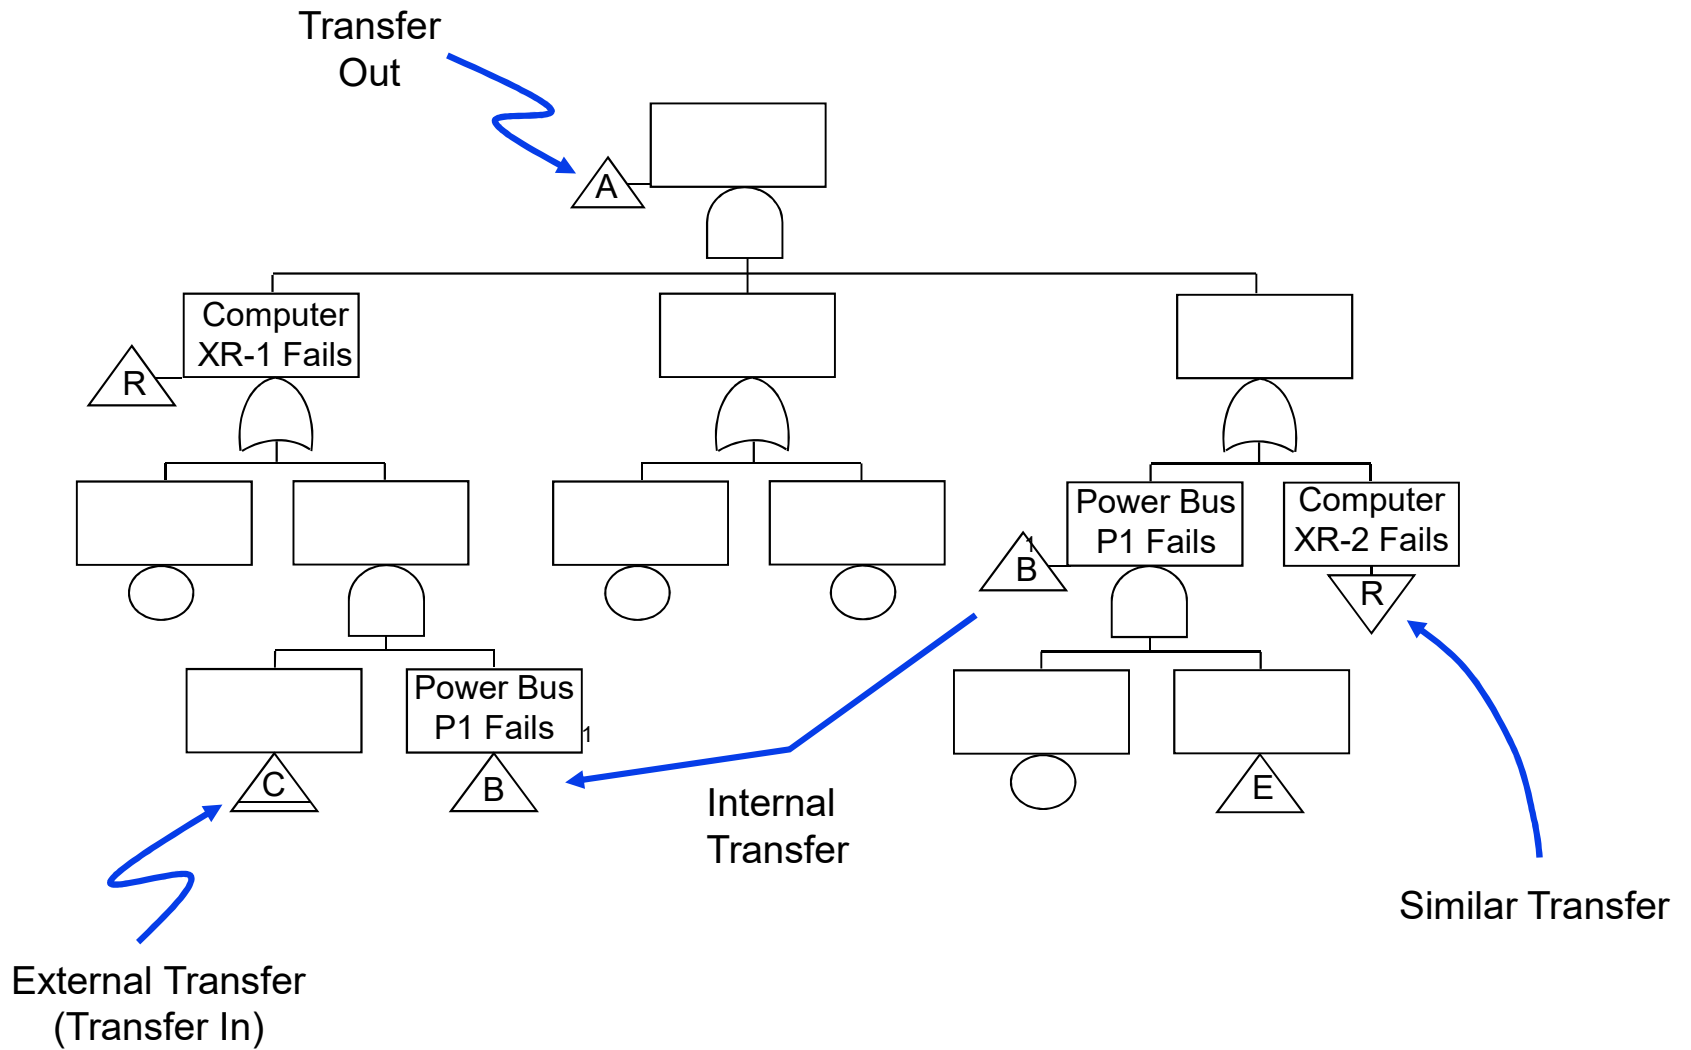 Transfer
Out
A
Computer
XR-1 Fails
R
Power Bus
P1 Fails
Computer
XR-2 Fails
1
B
R
Power Bus
P1 Fails
1
C
B
E
Internal
Transfer
Similar Transfer
External Transfer
(Transfer In)